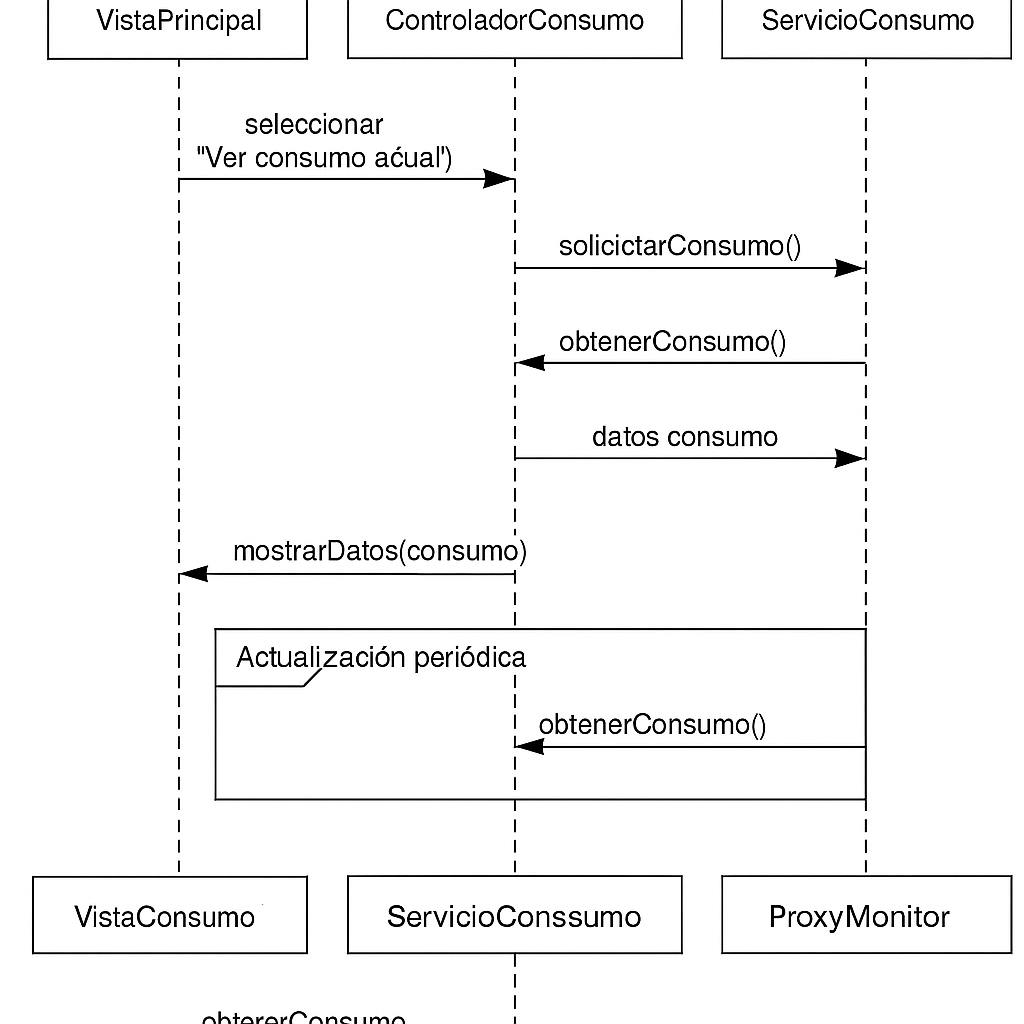 VistaPrincipal
ControladorConsumo
ServicioConsumo
seleccionar
"Ver consumo aćual')
solicictarConsumo()
obtenerConsumo()
datos consumo
mostrarDatos(consumo)
Actualización periódica
obtenerConsumo()
VistaConsumo
ServicioConssumo
ProxyMonitor
obtererConsumo